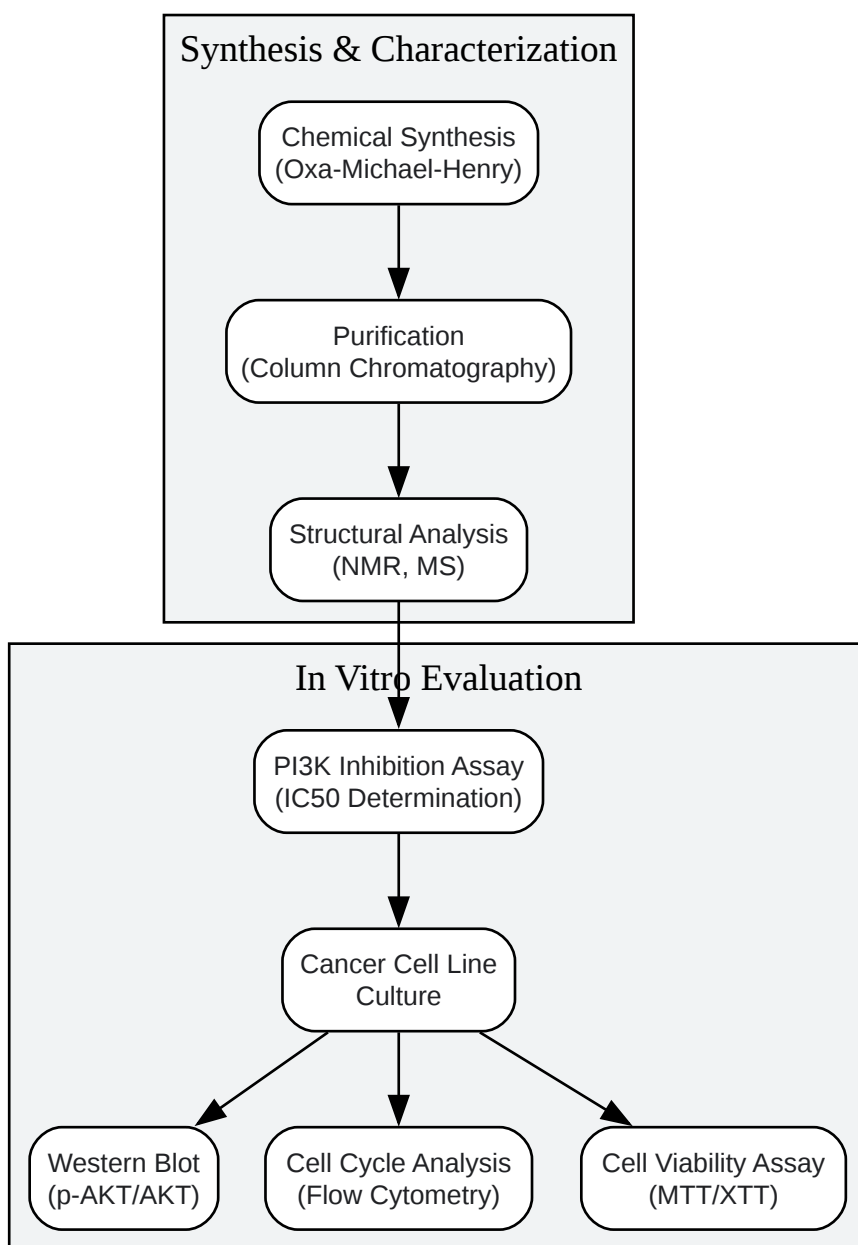 Synthesis & Characterization
Chemical Synthesis
(Oxa-Michael-Henry)
Purification
(Column Chromatography)
Structural Analysis
(NMR, MS)
In Vitro Evaluation
PI3K Inhibition Assay
(IC50 Determination)
Cancer Cell Line
Culture
Western Blot
(p-AKT/AKT)
Cell Cycle Analysis
(Flow Cytometry)
Cell Viability Assay
(MTT/XTT)